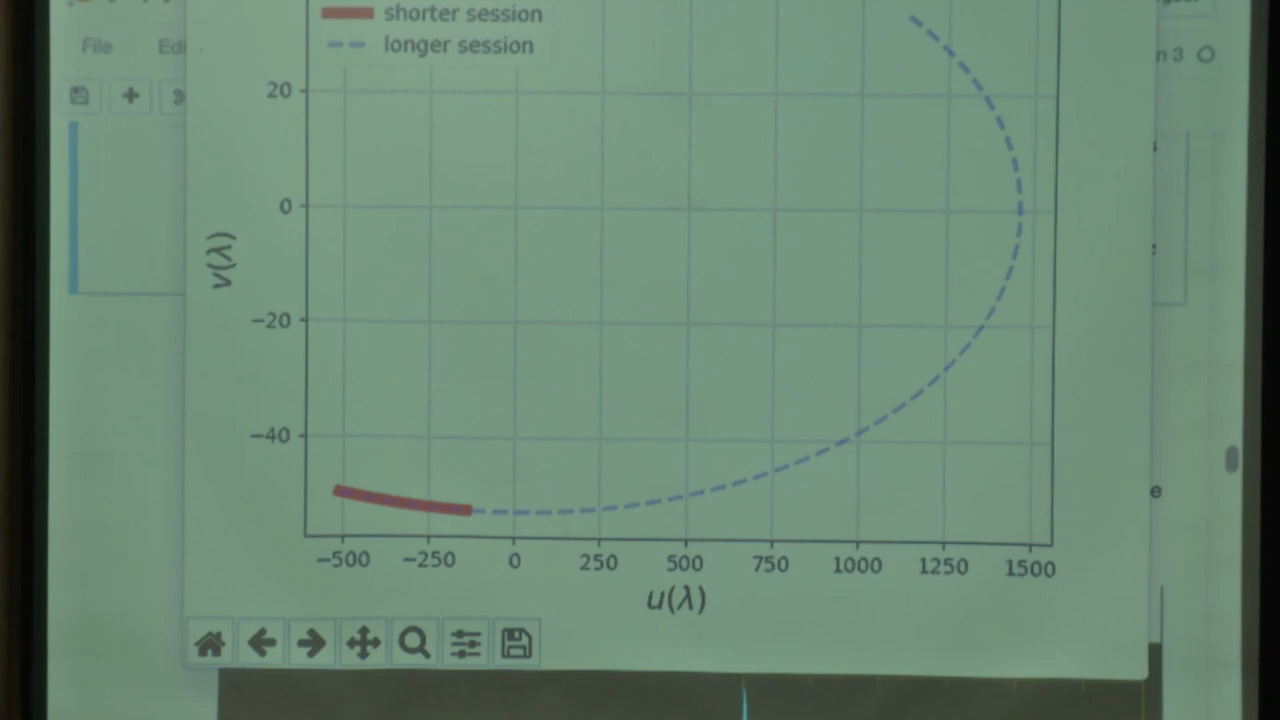 shorter session
File Edi
longer session
n 3
20
0
v(λ)
−20
−40
e
−500 −250 0 250 500 750 1000 1250 1500
u(λ)